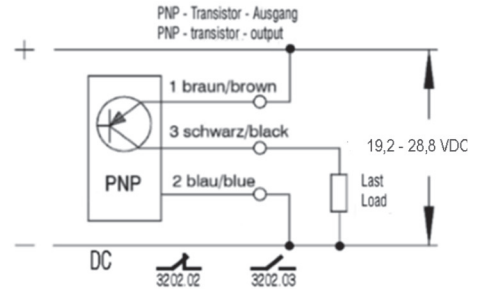 PNP - Transistor - Ausgang
PNP - transistor - output
+
1 braun/brown
3 schwarz/black
19,2 - 28,8 VDC
PNP
2 blau/blue
Last
Load
−
DC
3202.02
3202.03